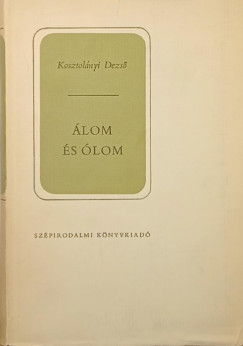 Kosztolányi Dezső
ÁLOM
ÉS ÓLOM
SZÉPIRODALMI KÖNYVKIADÓ